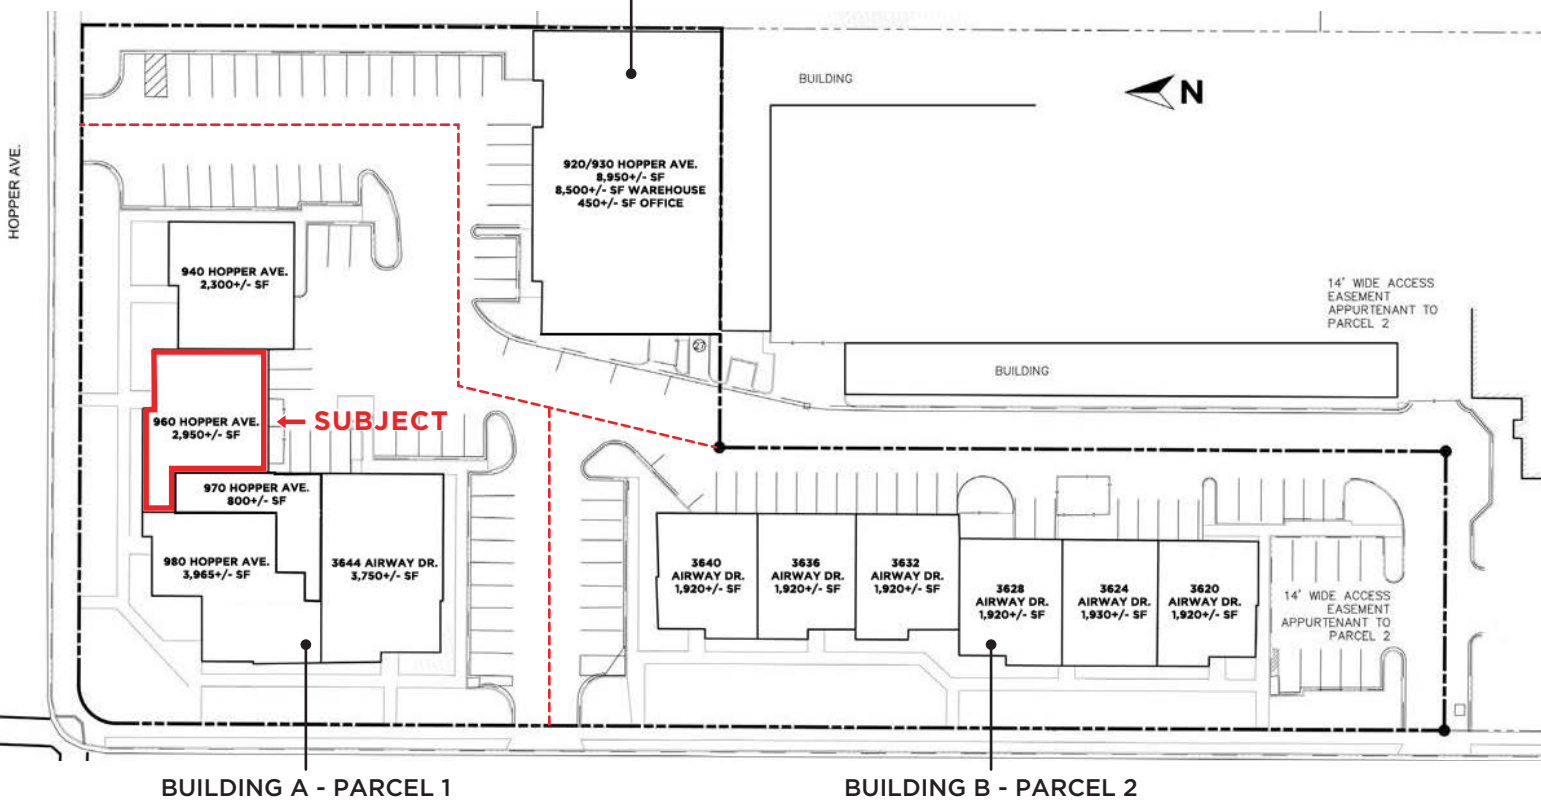 BUILDING
N
HOPPER AVE.
920/930 HOPPER AVE.
8,950+/- SF
8,500+/- SF WAREHOUSE
450+/- SF OFFICE
940 HOPPER AVE.
2,300+/- SF
14' WIDE ACCESS
EASEMENT
APPURTENANT TO
PARCEL 2
27
BUILDING
960 HOPPER AVE.
2,950+/- SF
SUBJECT
970 HOPPER AVE.
800+/- SF
980 HOPPER AVE.
3,965+/- SF
3644 AIRWAY DR.
3,750+/- SF
3640
AIRWAY DR.
1,920+/- SF
3636
AIRWAY DR.
1,920+/- SF
3632
AIRWAY DR.
1,920+/- SF
3628
AIRWAY DR.
1,920+/- SF
3624
AIRWAY DR.
1,930+/- SF
3620
AIRWAY DR.
1,920+/- SF
14' WIDE ACCESS
EASEMENT
APPURTENANT TO
PARCEL 2
BUILDING A - PARCEL 1
BUILDING B - PARCEL 2